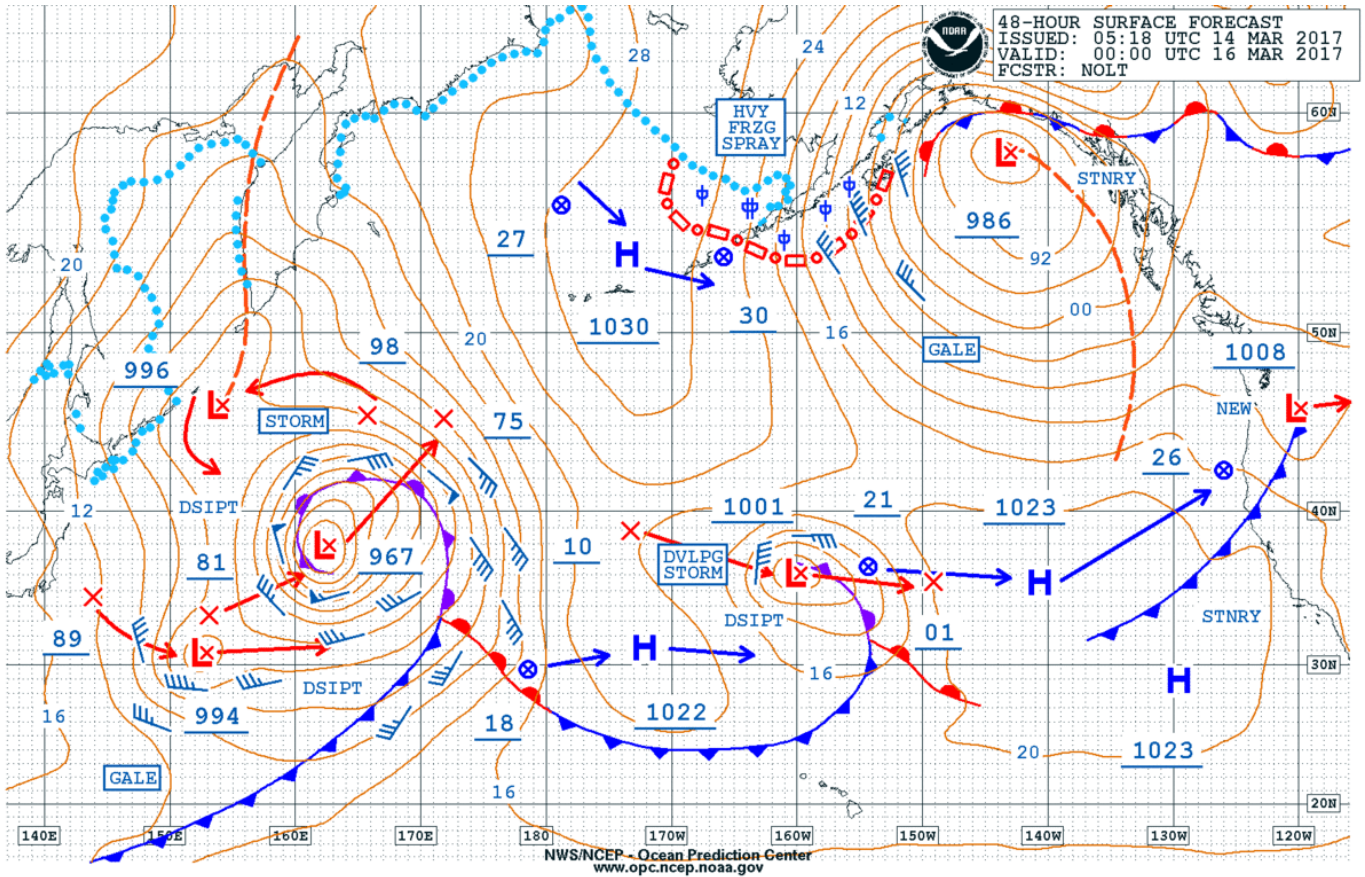 48-HOUR SURFACE FORECAST
ISSUED: 05:18 UTC 14 MAR 2017
VALID: 00:00 UTC 16 MAR 2017
FCSTR: NOLT
NOAA
28
24
12
HVY
FRZG
SPRAY
60N
L
STNRY
986
92
00
27
H
20
1030
30
16
50N
GALE
1008
98
20
996
L
STORM
NEW
L
75
26
DSIPT
12
1001
21
1023
40N
10
DVLPG
STORM
L
967
81
L
H
DSIPT
STNRY
01
89
L
H
30N
16
H
DSIPT
994
18
1022
16
20
1023
GALE
16
20N
140E
150E
160E
170E
180
170W
160W
150W
140W
130W
120W
NWS/NCEP - Ocean Prediction Center
www.opc.ncep.noaa.gov